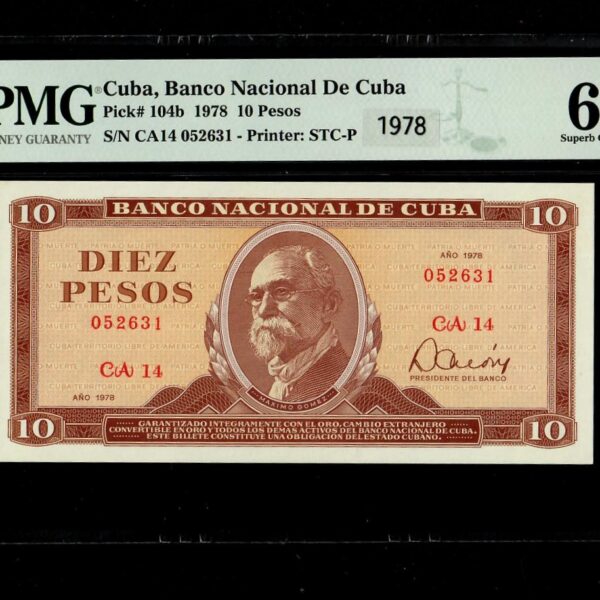 PMG
Cuba, Banco Nacional De Cuba
Pick# 104b 1978 10 Pesos
S/N CA14 052631 - Printer: STC-P
1978
NEY GUARANTY
6
Superb
10 BANCO NACIONAL DE CUBA 10
AÑO 1978
DIEZ
PESOS
052631
052631
CA 14
CA 14
PRESIDENTE DEL BANCO
AÑO 1978
MAXIMO GOMEZ
GARANTIZADO INTEGRAMENTE CON EL ORO, CAMBIO EXTRANJERO
CONVERTIBLE EN ORO Y TODOS LOS DEMAS ACTIVOS DEL BANCO NACIONAL DE CUBA.
ESTE BILLETE CONSTITUYE UNA OBLIGACION DEL ESTADO CUBANO.
10 10